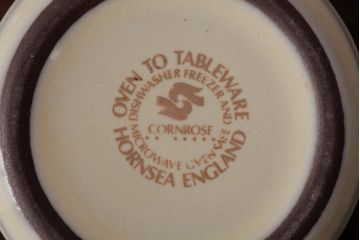 OVEN TO TABLEWARE
DISHWASHER FREEZER AND
CORNROSE
MICROWAVE OVEN SAFE
HORNSEA ENGLAND